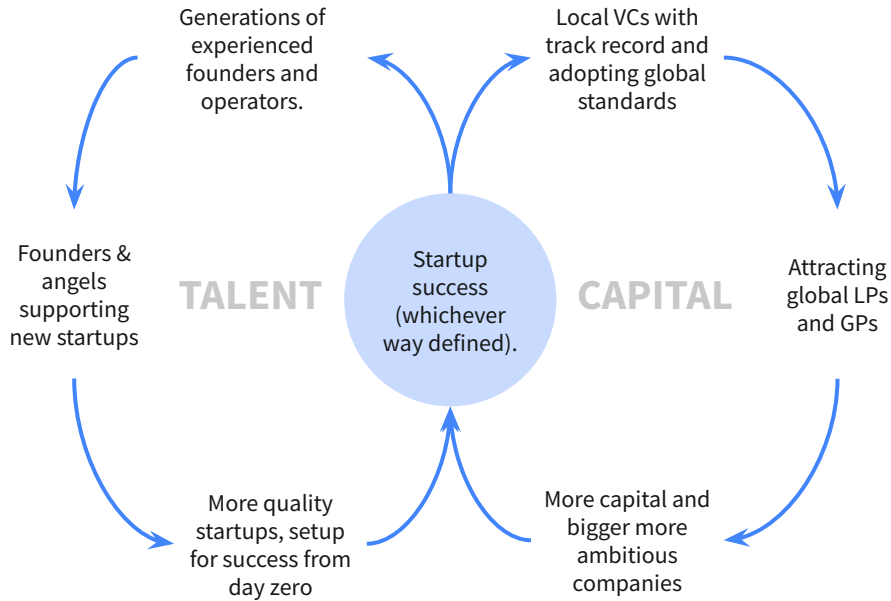 Generations of
experienced
founders and
operators.
Local VCs with
track record and
adopting global
standards
Founders &
angels
supporting
new startups
TALENT
Startup
success
(whichever
way defined).
CAPITAL
Attracting
global LPs
and GPs
More quality
startups, setup
for success from
day zero
More capital and
bigger more
ambitious
companies